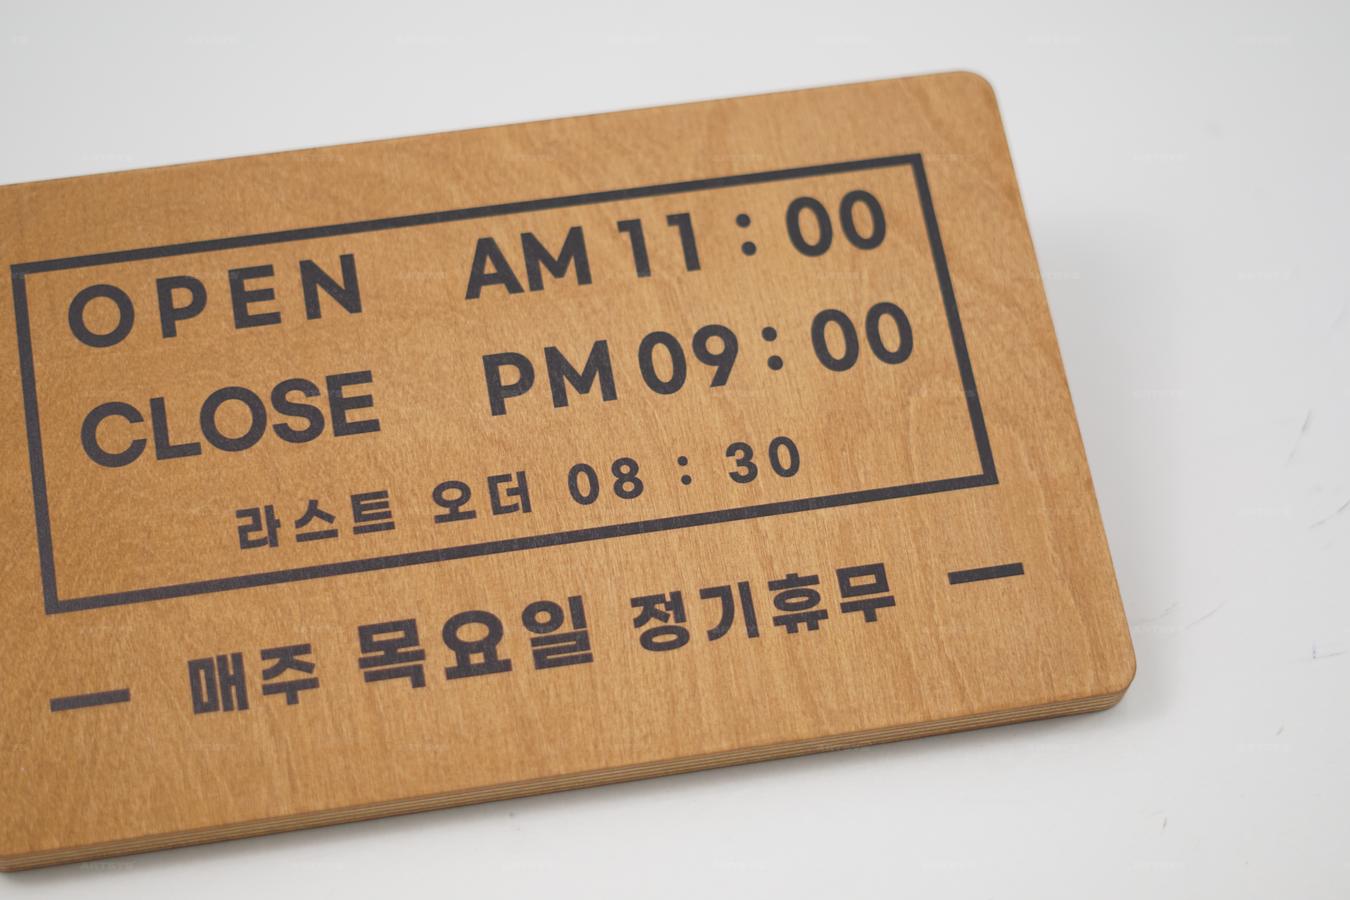 OPEN AM 11 : 00
CLOSE PM 09 : 00
라스트 오더 08 : 30
— 매주 목요일 정기휴무 —